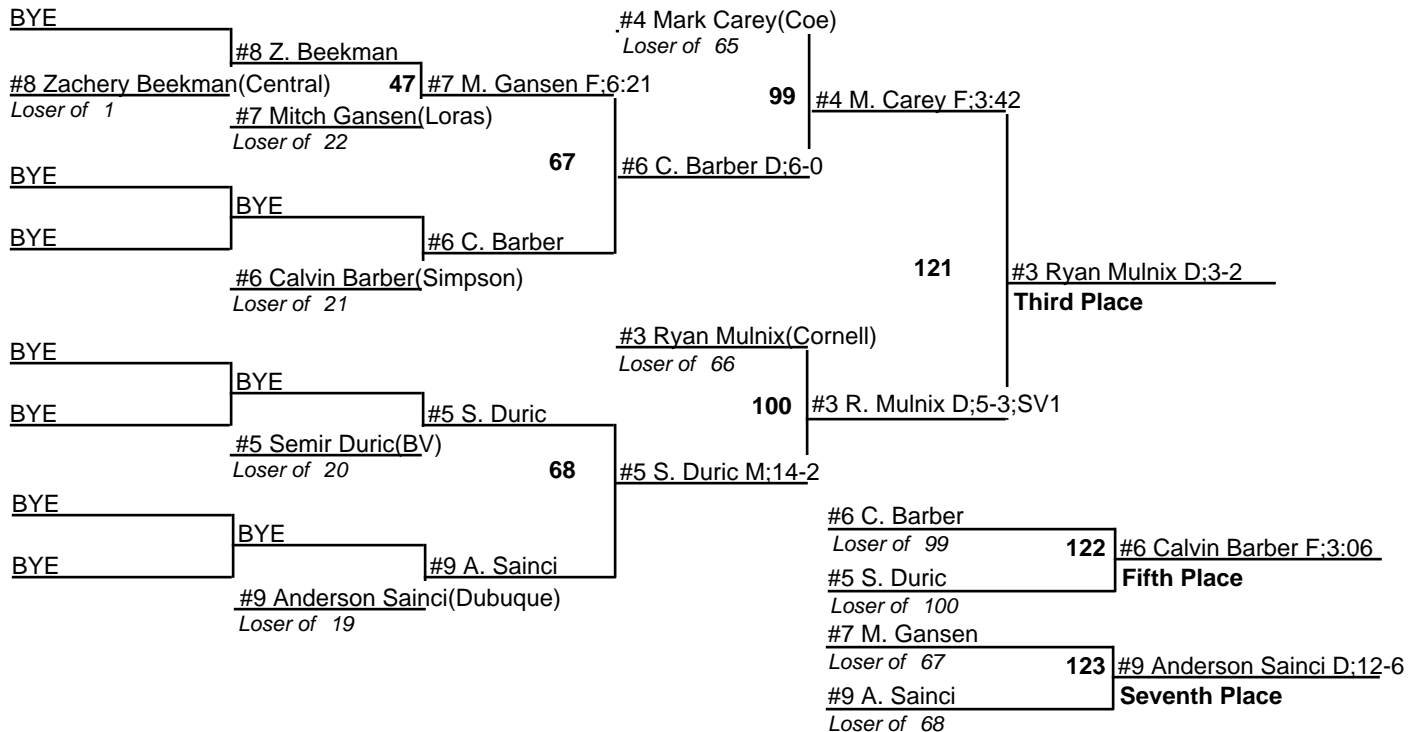 BYE
#8 Z. Beekman
#8 Zachery Beekman(Central)
Loser of 1
47
#7 M. Gansen F;6:21
#7 Mitch Gansen(Loras)
Loser of 22
67
#6 C. Barber D;6-0
BYE
BYE
BYE
#6 C. Barber
#6 Calvin Barber(Simpson)
Loser of 21
#4 Mark Carey(Coe)
Loser of 65
99
#4 M. Carey F;3:42
121
#3 Ryan Mulnix D;3-2
Third Place
BYE
BYE
BYE
#5 S. Duric
#5 Semir Duric(BV)
Loser of 20
68
#5 S. Duric M;14-2
BYE
BYE
BYE
#9 A. Sainci
#9 Anderson Sainci(Dubuque)
Loser of 19
#3 Ryan Mulnix(Cornell)
Loser of 66
100
#3 R. Mulnix D;5-3;SV1
#6 C. Barber
Loser of 99
122
#6 Calvin Barber F;3:06
Fifth Place
#5 S. Duric
Loser of 100
#7 M. Gansen
Loser of 67
123
#9 Anderson Sainci D;12-6
Seventh Place
#9 A. Sainci
Loser of 68